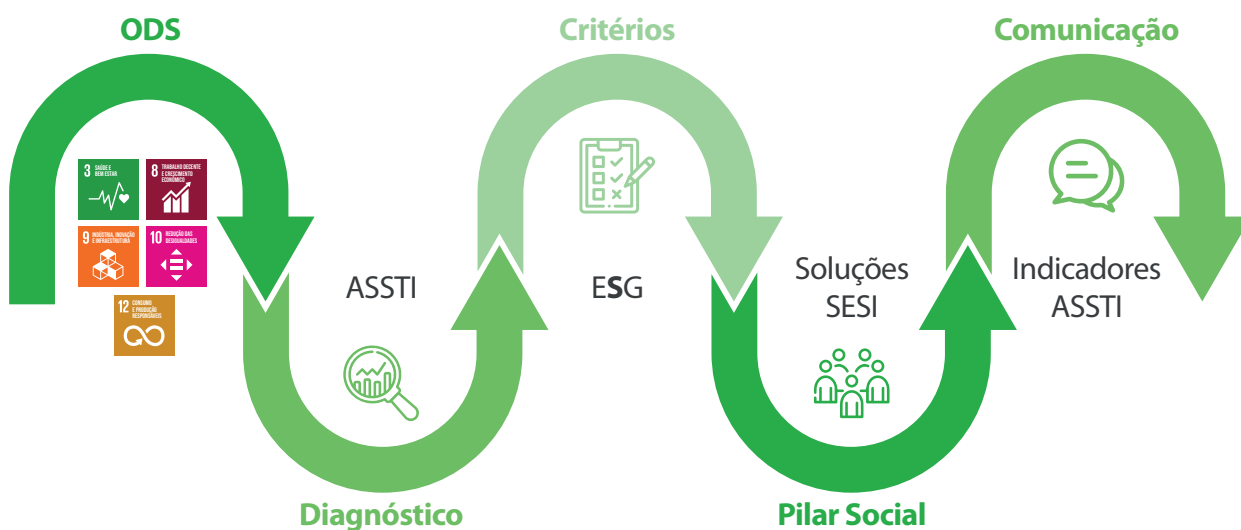 ODS
Critérios
Comunicação
3 SAÚDE E
BEM ESTAR
8 TRABALHO DECENTE
E CRESCIMENTO
ECONÔMICO
9 INDÚSTRIA, INOVAÇÃO
E INFRAESTRUTURA
10 REDUÇÃO DAS
DESIGUALDADES
12 CONSUMO
E PRODUÇÃO
RESPONSÁVEIS
ASSTI
ESG
Soluções
SESI
Indicadores
ASSTI
Diagnóstico
Pilar Social